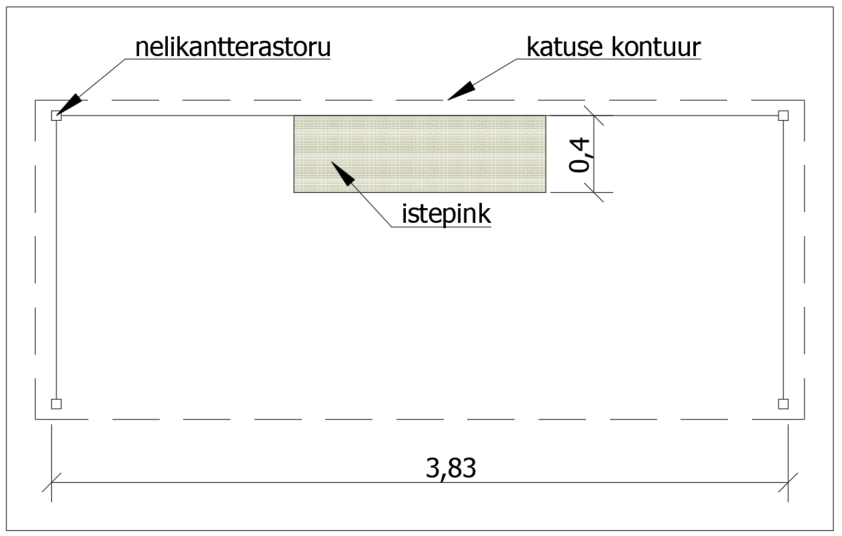 nelikantterastoru
katuse kontuur
0,4
istepink
3,83